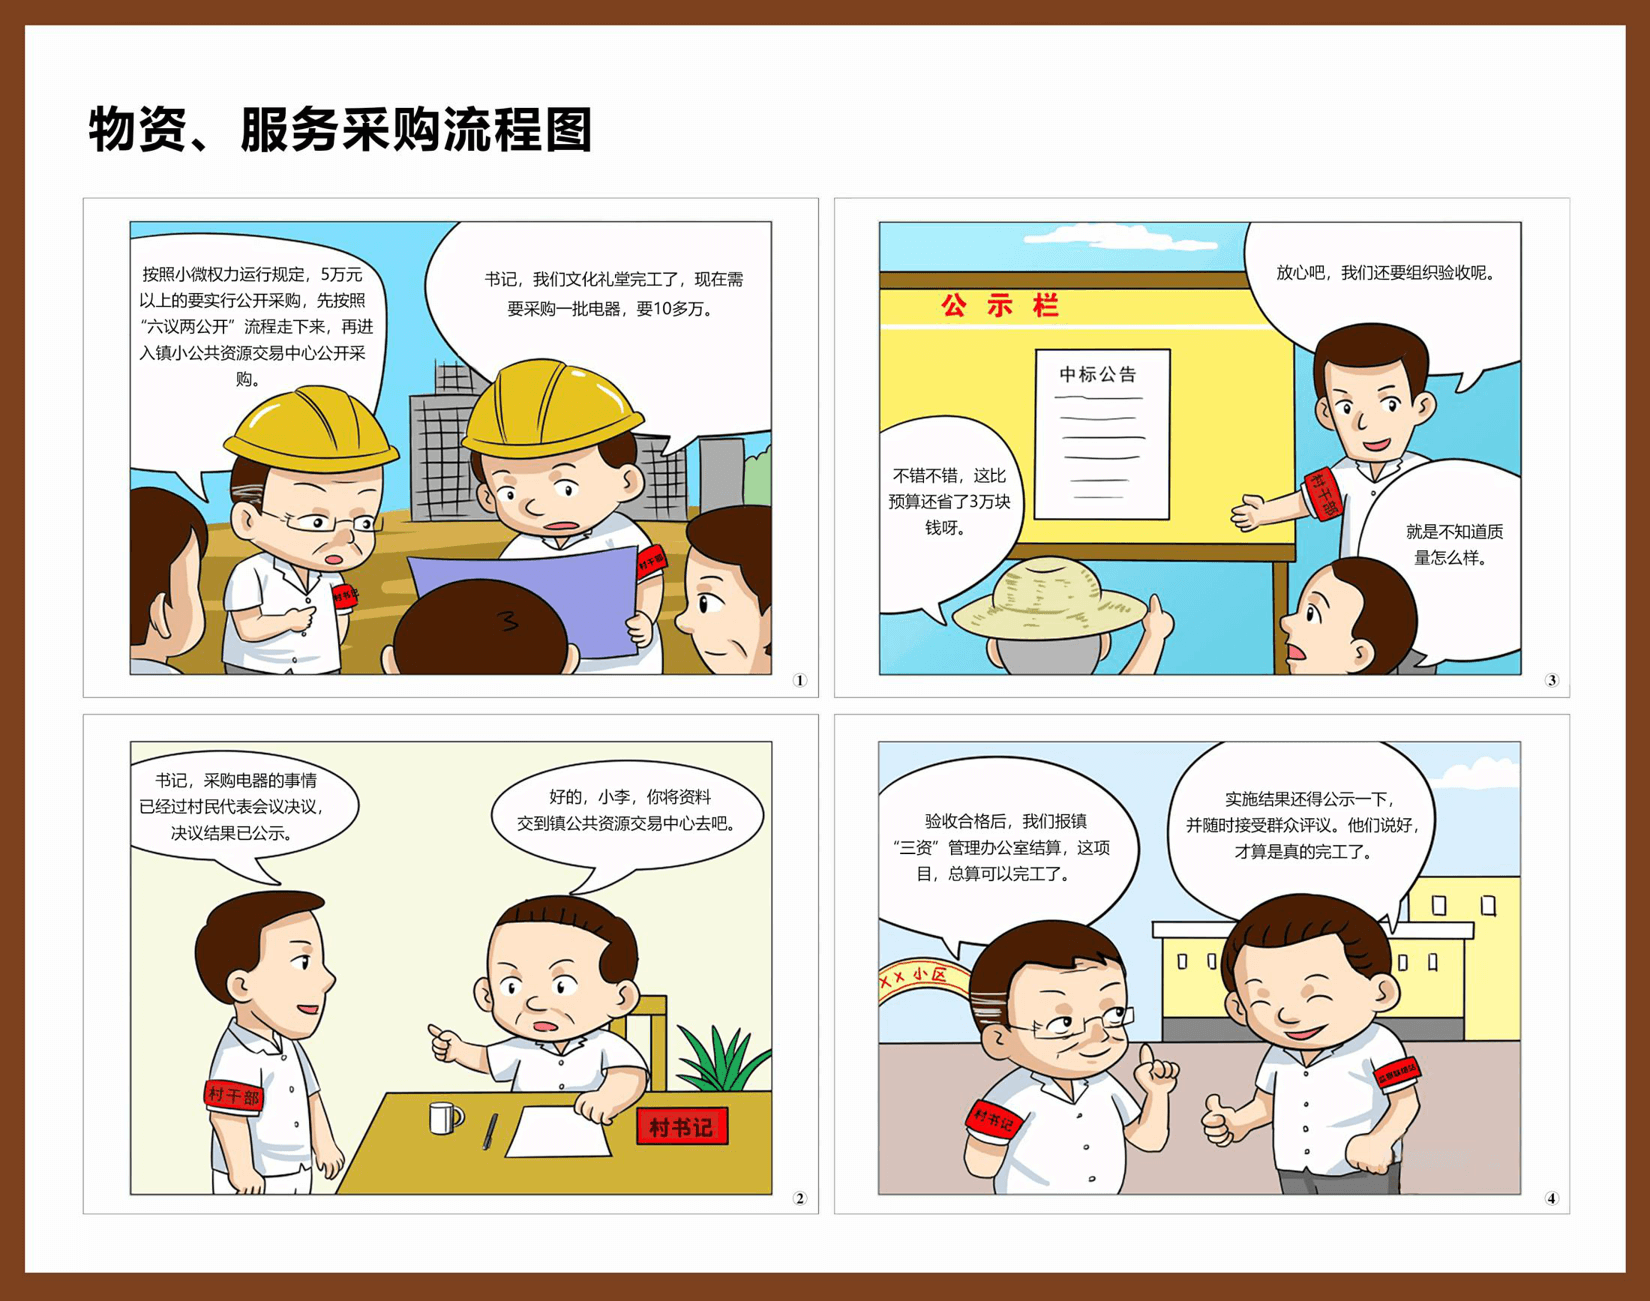 物资、服务采购流程图
按照小微权力运行规定，5万元
以上的要实行公开采购，先按照
“六议两公开”流程走下来，再进
入镇小公共资源交易中心公开采
购。
书记，我们文化礼堂完工了，现在需
要采购一批电器，要10多万。
村书记
村干部
①
书记，采购电器的事情
已经过村民代表会议决议，
决议结果已公示。
好的，小李，你将资料
交到镇公共资源交易中心去吧。
村干部
村书记
②
公示栏
中标公告
放心吧，我们还要组织验收呢。
不错不错，这比
预算还省了3万块
钱呀。
村干部
就是不知道质
量怎么样。
③
验收合格后，我们报镇
“三资”管理办公室结算，这项
目，总算可以完工了。
实施结果还得公示一下，
并随时接受群众评议。他们说好，
才算是真的完工了。
XX小区
村书记
④